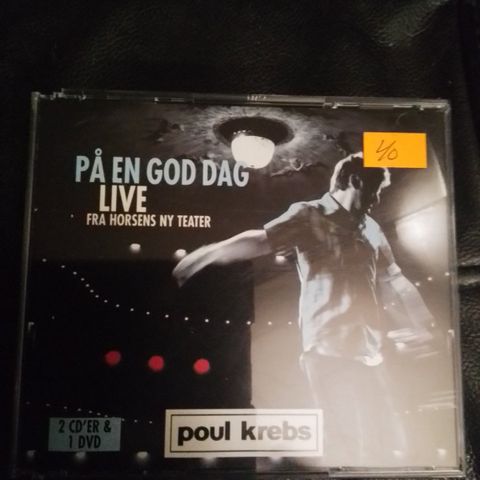 PÅ EN GOD DAG
LIVE
FRA HORSENS NY TEATER
40
2 CD'ER &
1 DVD
poul krebs